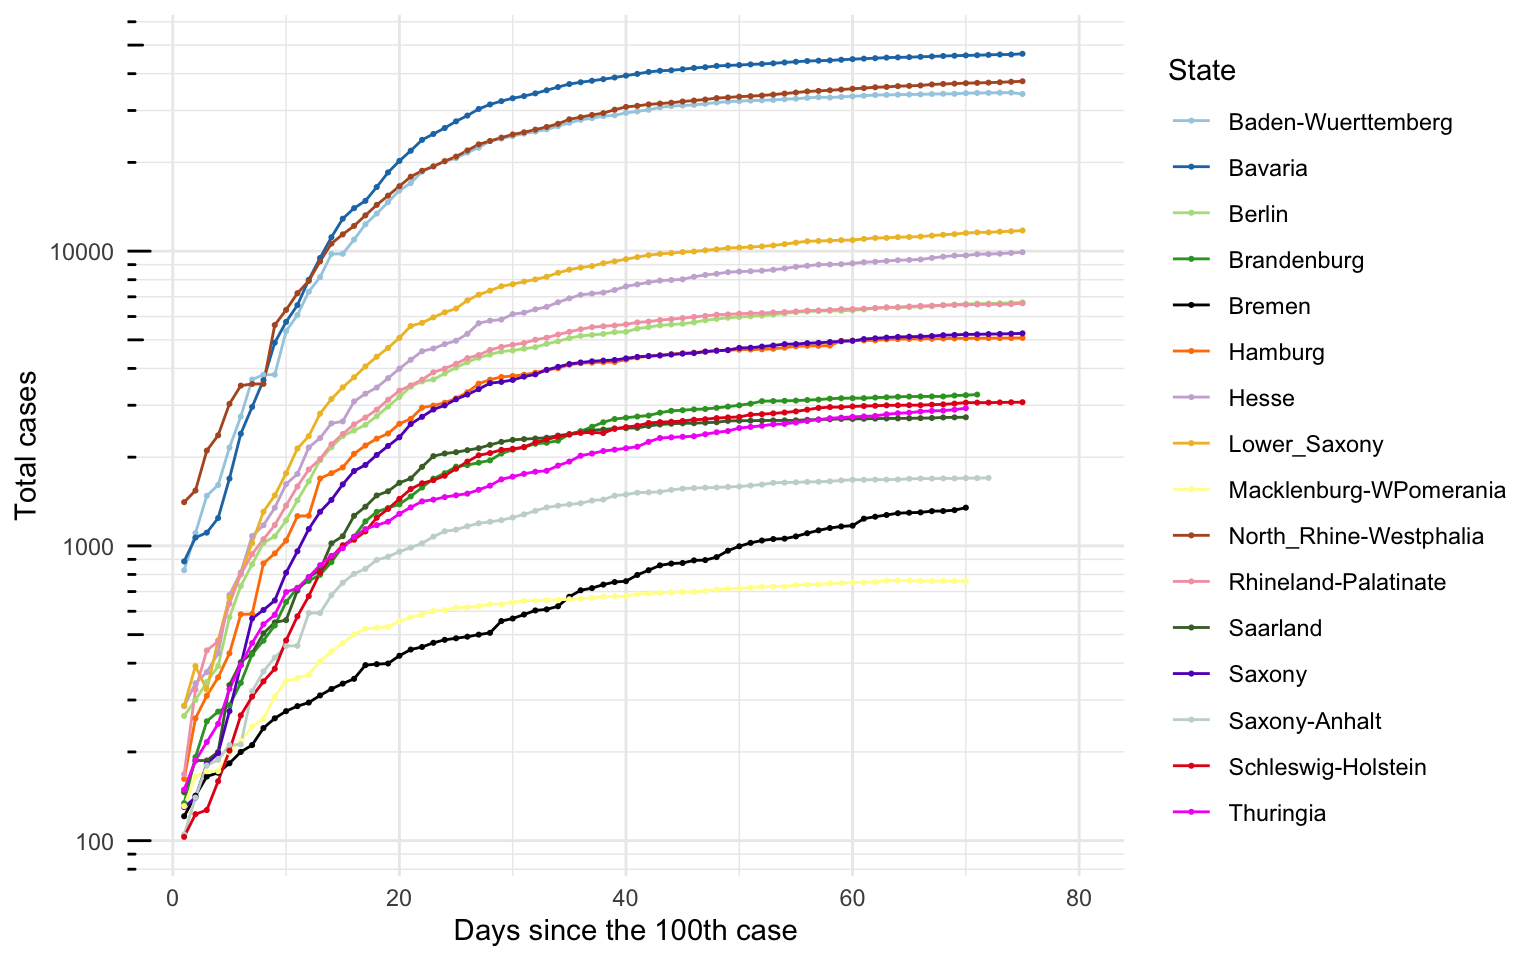 Total cases
10000
1000
100
0
20
40
60
80
Days since the 100th case
State
Baden-Wuerttemberg
Bavaria
Berlin
Brandenburg
Bremen
Hamburg
Hesse
Lower_Saxony
Macklenburg-WPomerania
North_Rhine-Westphalia
Rhineland-Palatinate
Saarland
Saxony
Saxony-Anhalt
Schleswig-Holstein
Thuringia